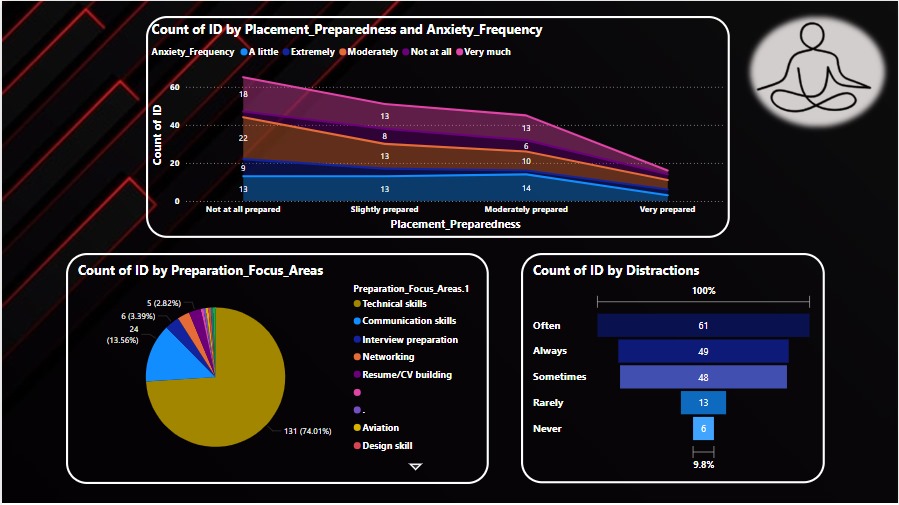 Count of ID by Placement_Preparedness and Anxiety_Frequency
Anxiety_Frequency A little Extremely Moderately Not at all Very much
Count of ID
60
40
20
0
18
22
9
13
13
8
13
13
13
6
10
14
Not at all prepared Slightly prepared Moderately prepared Very prepared
Placement_Preparedness
Count of ID by Preparation_Focus_Areas
5 (2.82%)
6 (3.39%)
24
(13.56%)
131 (74.01%)
Preparation_Focus_Areas.1
Technical skills
Communication skills
Interview preparation
Networking
Resume/CV building
.
Aviation
Design skill
Count of ID by Distractions
100%
Often 61
Always 49
Sometimes 48
Rarely 13
Never 6
9.8%